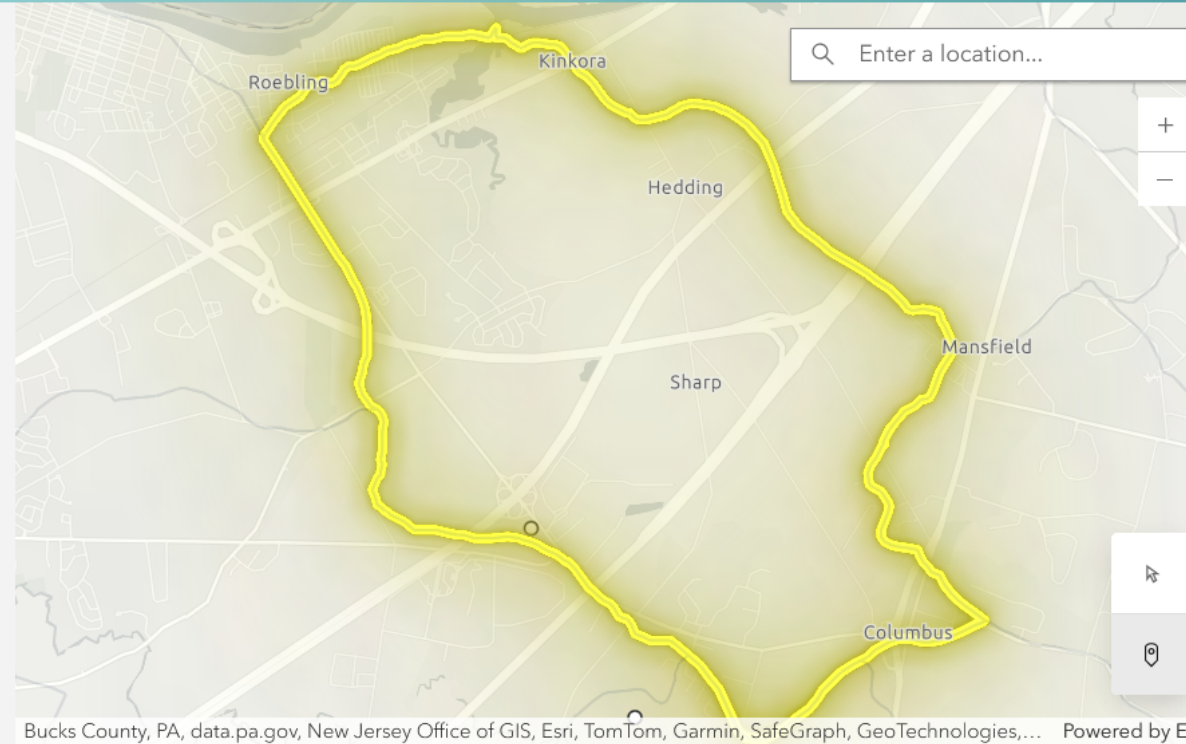 Enter a location...
Kinkora
Roebling
+
−
Hedding
Mansfield
Sharp
Columbus
Bucks County, PA, data.pa.gov, New Jersey Office of GIS, Esri, TomTom, Garmin, SafeGraph, GeoTechnologies,... Powered by E